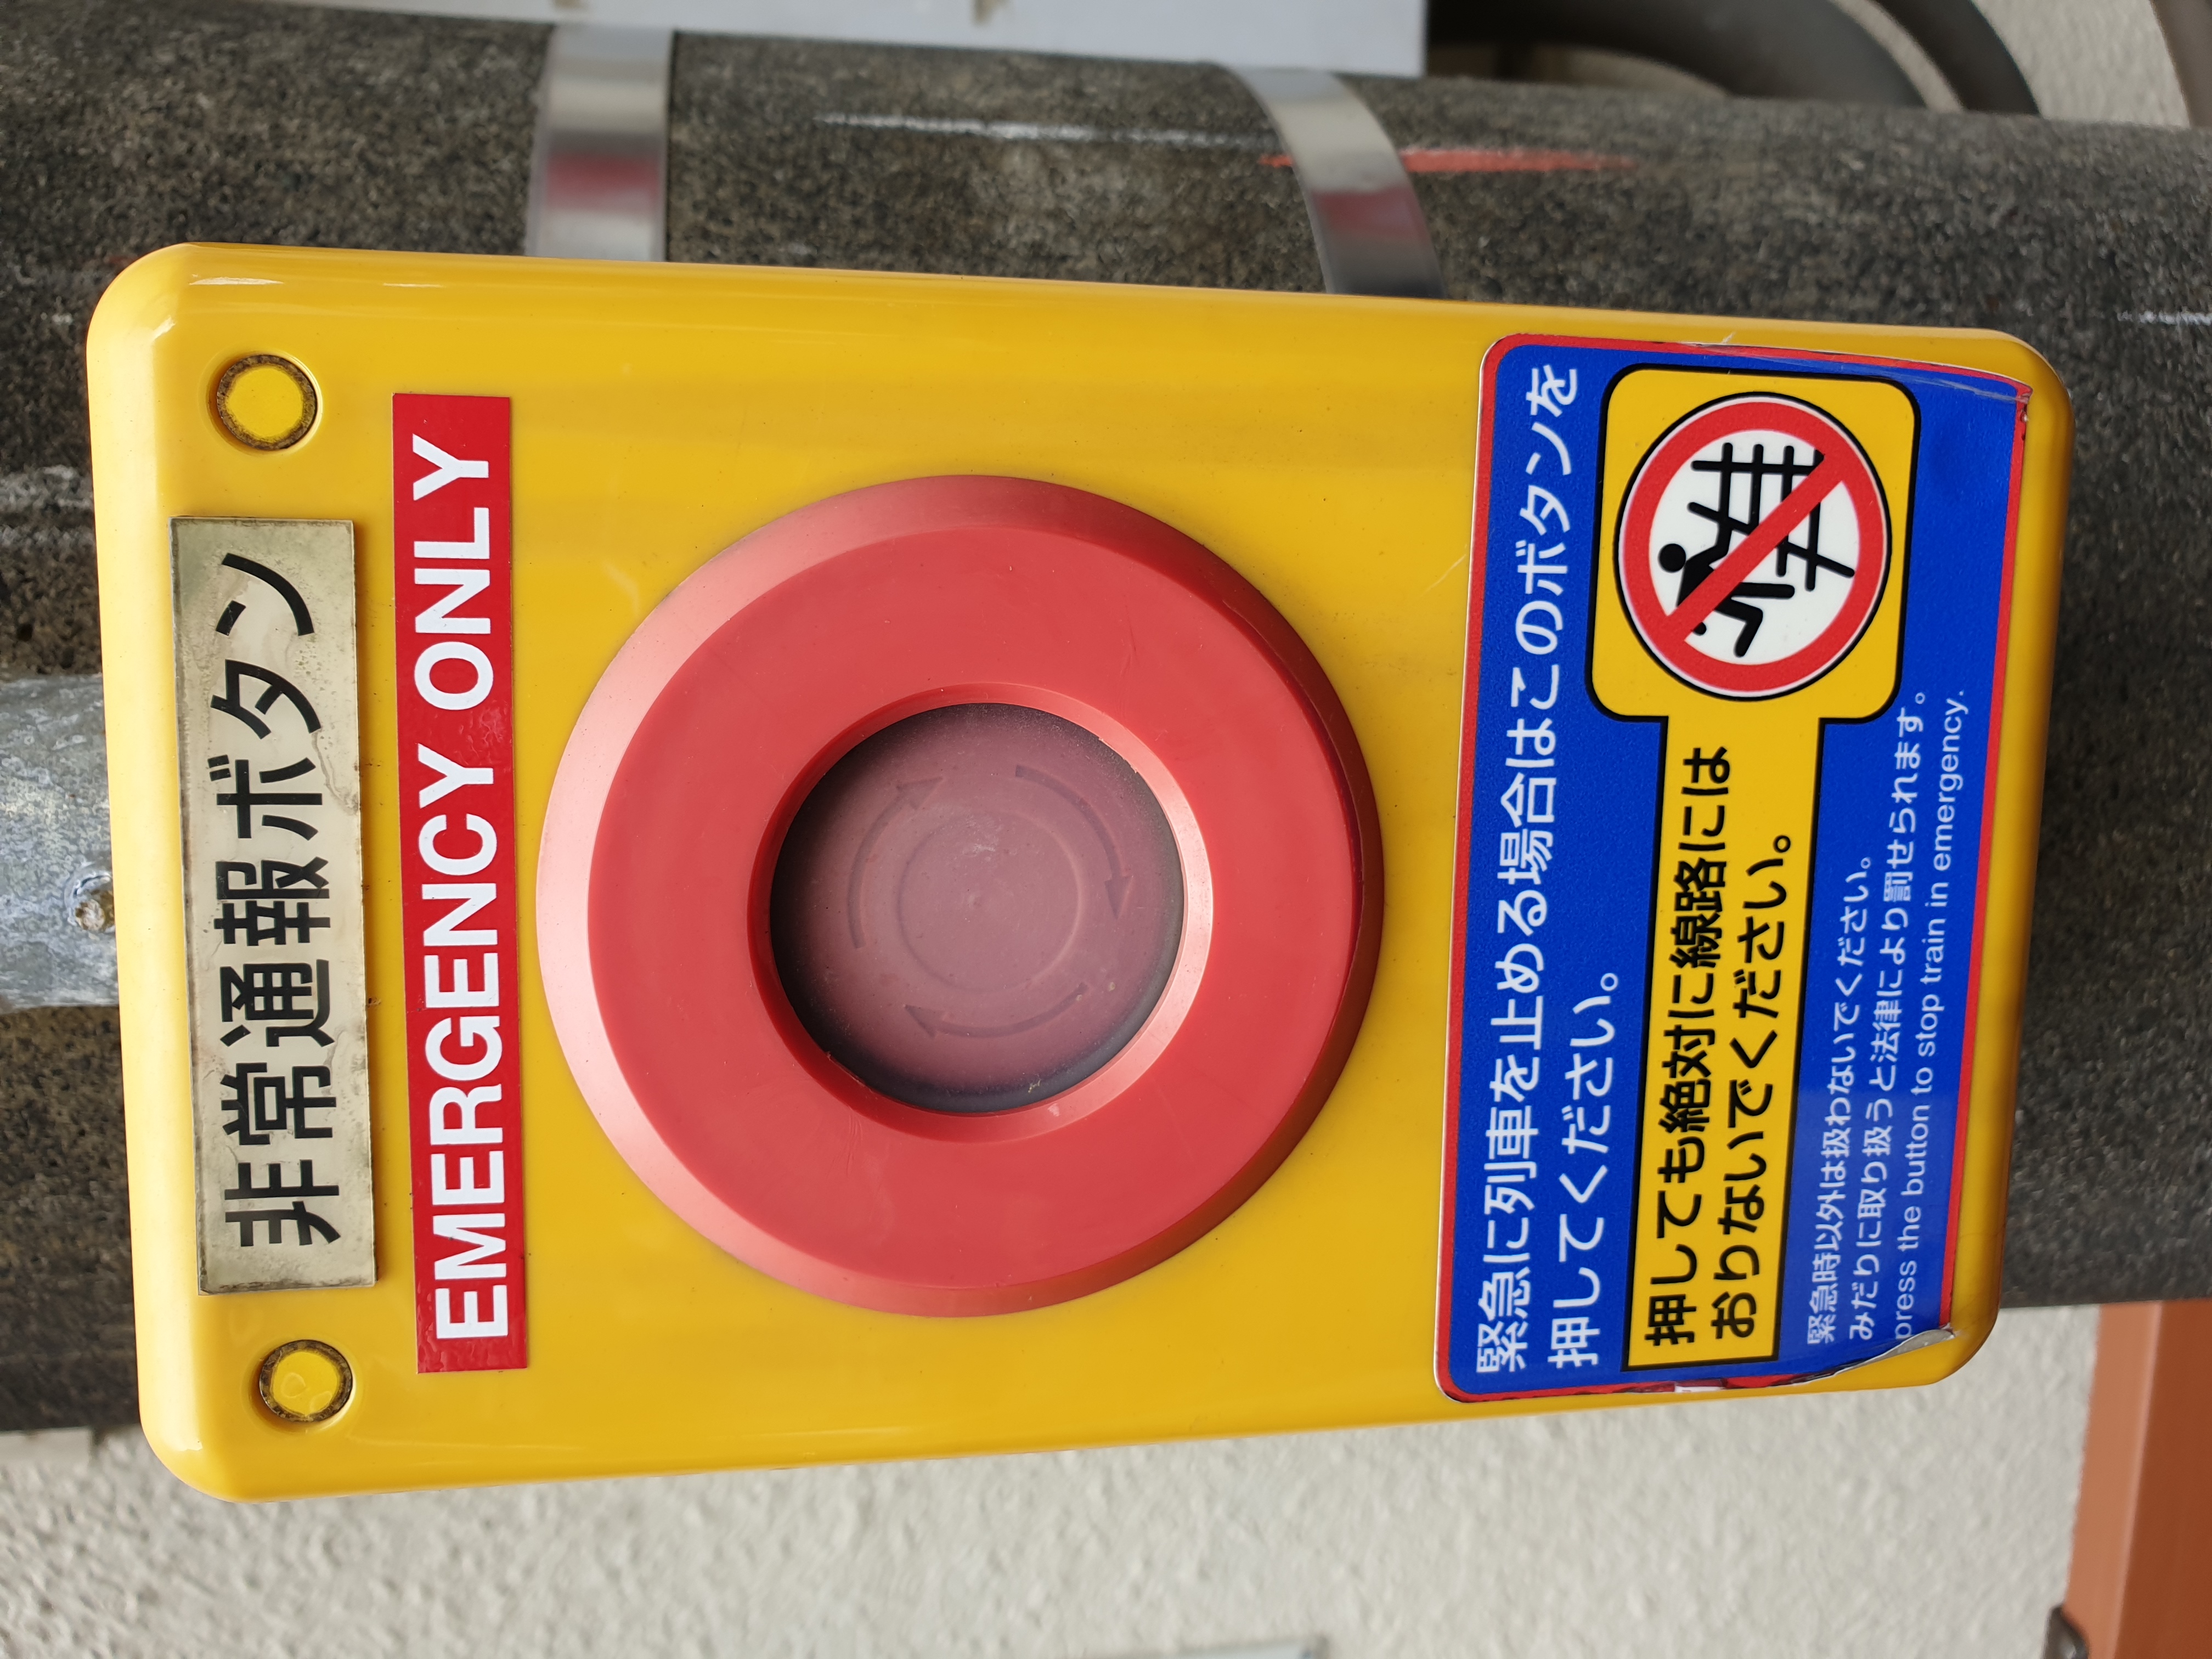 非常通報ボタン
EMERGENCY ONLY
緊急に列車を止める場合はこのボタンを
押してください。
押しても絶対に線路には
おりないでください。
緊急時以外は扱わないでください。
みだりに取り扱うと法律により罰せられます。
press the button to stop train in emergency.